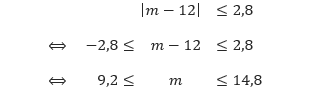 |m − 12| ≤ 2,8
⟺ −2,8 ≤ m − 12 ≤ 2,8
⟺ 9,2 ≤ m ≤ 14,8